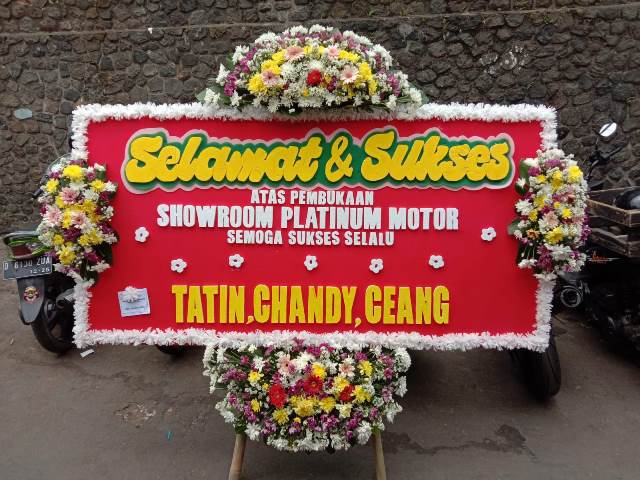 Selamat & Sukses
ATAS PEMBUKAAN
SHOWROOM PLATINUM MOTOR
SEMOGA SUKSES SELALU
TATIN, CHANDY, CEANG